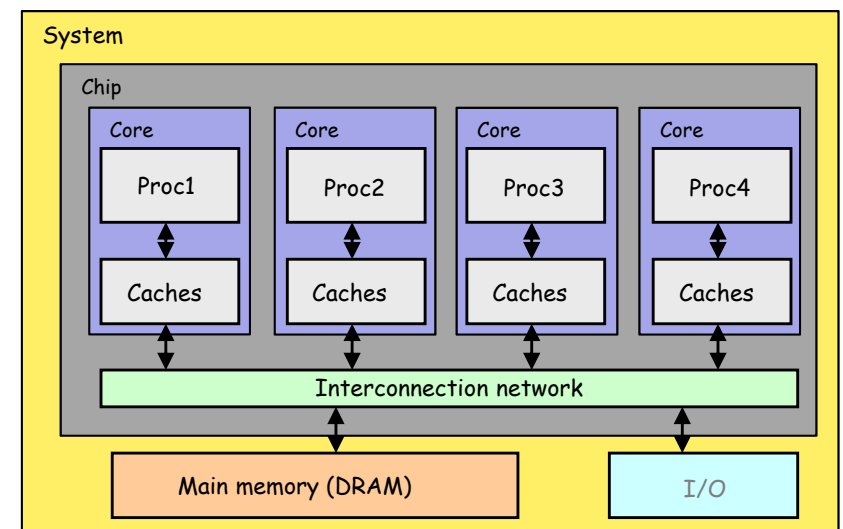 System
Chip
Core Core Core Core
Proc1 Proc2 Proc3 Proc4
Caches Caches Caches Caches
Interconnection network
Main memory (DRAM) I/O